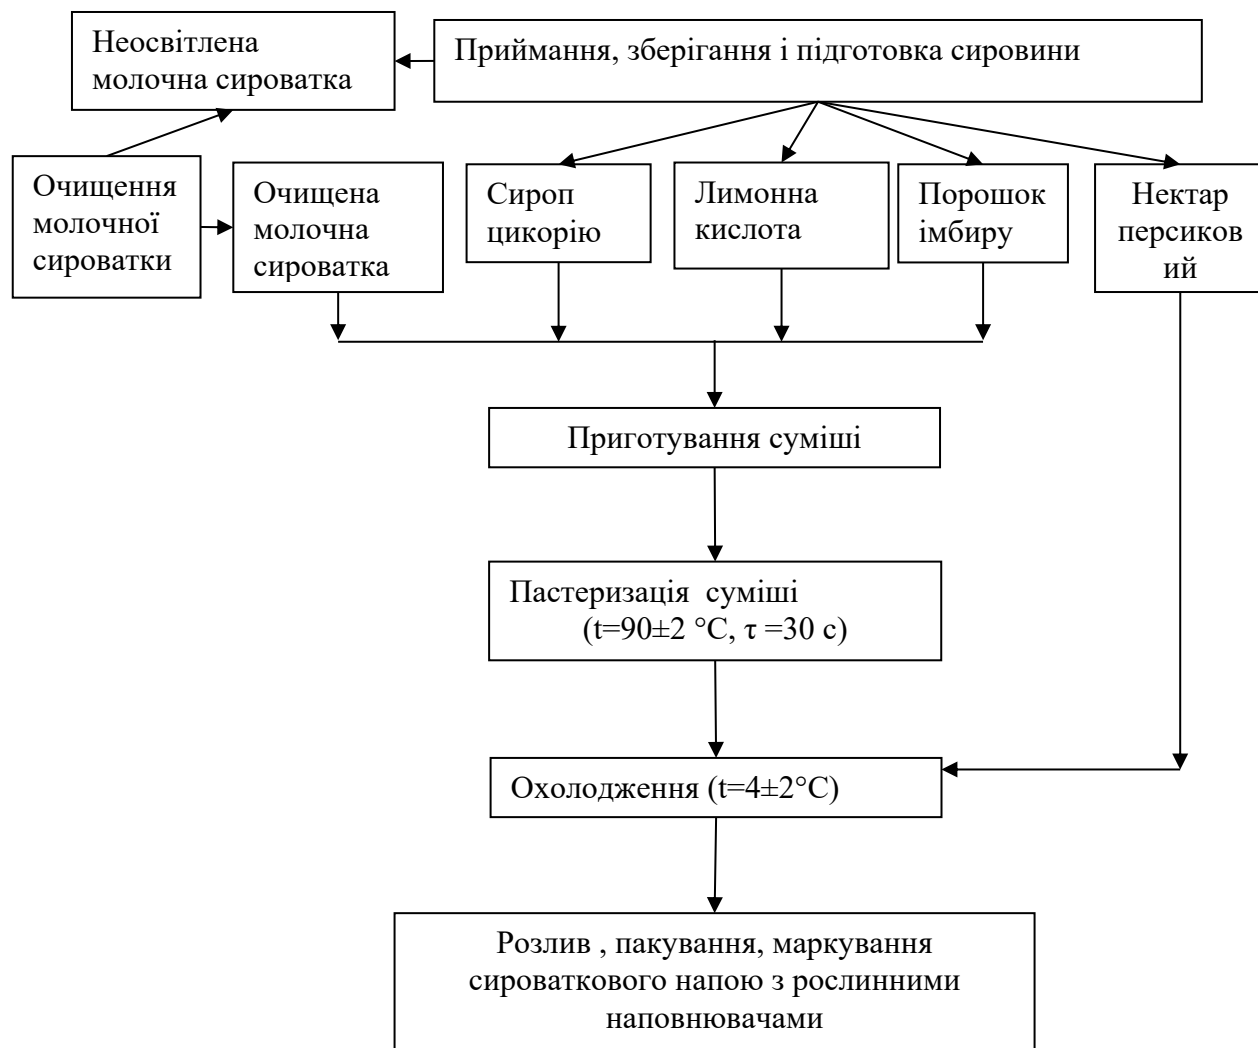 Неосвітлена
молочна сироватка
Приймання, зберігання і підготовка сировини
Очищення
молочної
сироватки
Очищена
молочна
сироватка
Сироп
цикорію
Лимонна
кислота
Порошок
імбиру
Нектар
персиков
ий
Приготування суміші
Пастеризація суміші
(t=90±2 °C, τ =30 с)
Охолодження (t=4±2°C)
Розлив , пакування, маркування
сироваткового напою з рослинними
наповнювачами